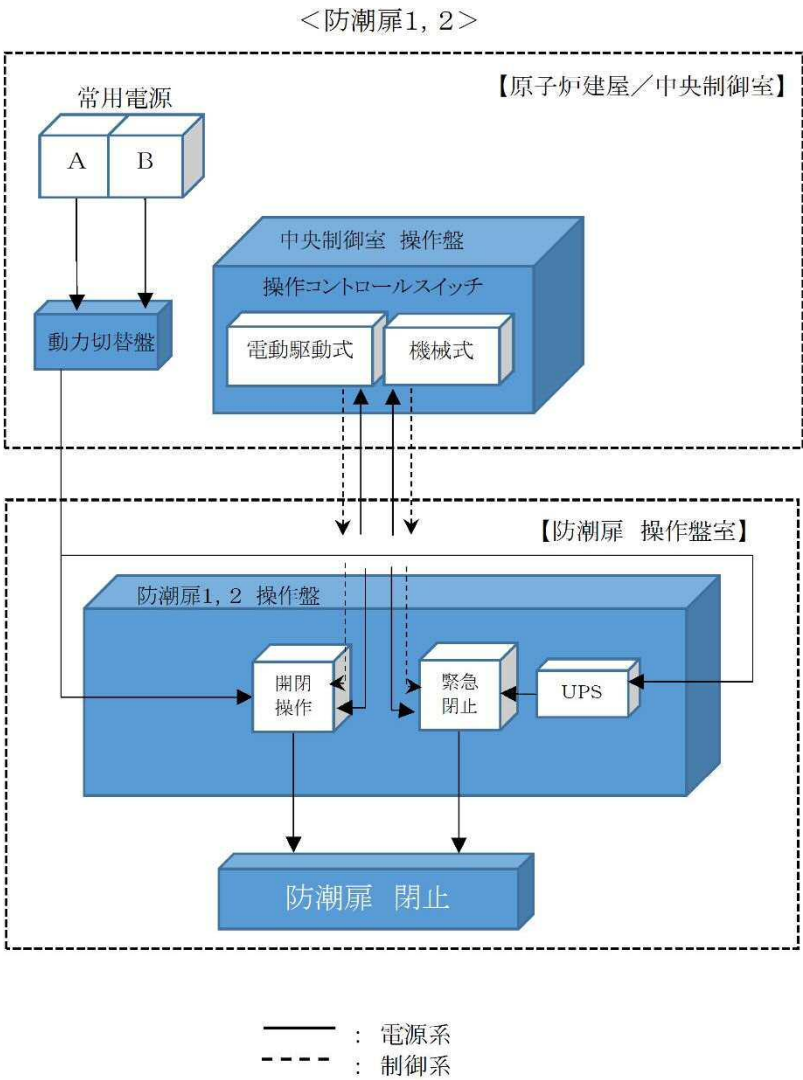 ＜防潮扉1，2＞
【原子炉建屋／中央制御室】
常用電源
A
B
中央制御室 操作盤
操作コントロールスイッチ
動力切替盤
電動駆動式
機械式
【防潮扉 操作盤室】
防潮扉1，2 操作盤
開閉
操作
緊急
閉止
UPS
防潮扉 閉止
： 電源系
： 制御系